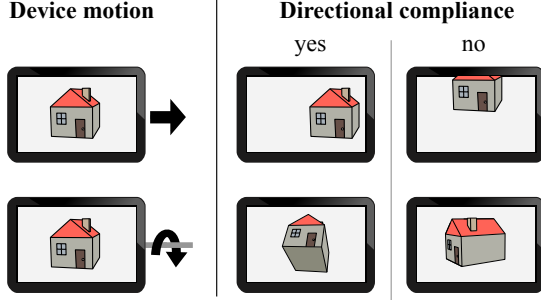 Device motion
Directional compliance
yes
no